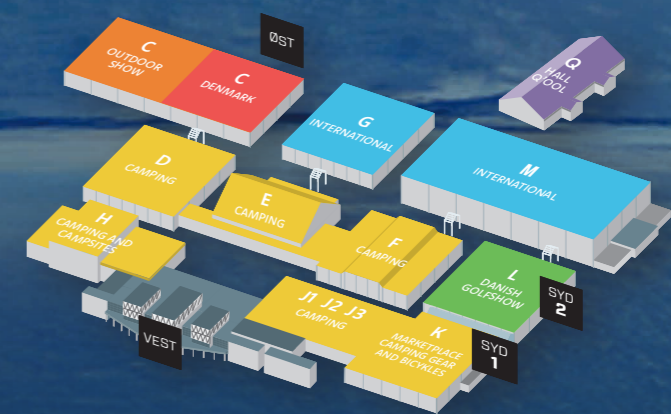 C
OUTDOOR
SHOW
C
DENMARK
ØST
Q
HALL
Q'OOL
G
INTERNATIONAL
M
INTERNATIONAL
D
CAMPING
E
CAMPING
H
CAMPING AND
CAMPSITES
F
CAMPING
L
DANISH
GOLFSHOW
SYD
2
J1 J2 J3
CAMPING
K
MARKETPLACE
CAMPING GEAR
AND BICYKLES
SYD
1
VEST